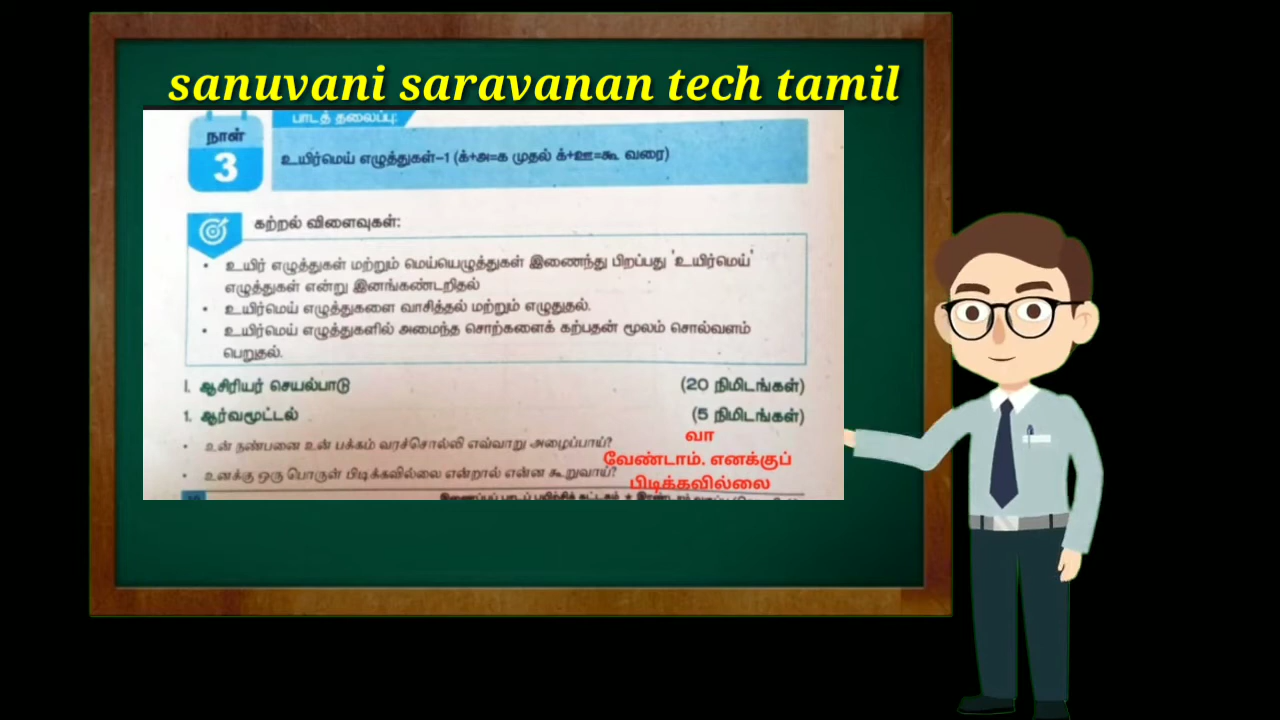 sanuvani saravanan tech tamil
பாடத் தலைப்பு:
நாள்
3
உயிர்மெய் எழுத்துகள்–1 (க்+அ=க முதல் க்+ஊ=கூ வரை)
கற்றல் விளைவுகள்:
• உயிர் எழுத்துகள் மற்றும் மெய்யெழுத்துகள் இணைந்து பிறப்பது 'உயிர்மெய்'
எழுத்துகள் என்று இனங்கண்டறிதல்
• உயிர்மெய் எழுத்துகளை வாசித்தல் மற்றும் எழுதுதல்.
• உயிர்மெய் எழுத்துகளில் அமைந்த சொற்களைக் கற்பதன் மூலம் சொல்வளம்
பெறுதல்.
I. ஆசிரியர் செயல்பாடு (20 நிமிடங்கள்)
1. ஆர்வமூட்டல் (5 நிமிடங்கள்)
• உன் நண்பனை உன் பக்கம் வரச்சொல்லி எவ்வாறு அழைப்பாய்? வா
• உனக்கு ஒரு பொருள் பிடிக்கவில்லை என்றால் என்ன கூறுவாய்? வேண்டாம். எனக்குப்
பிடிக்கவில்லை